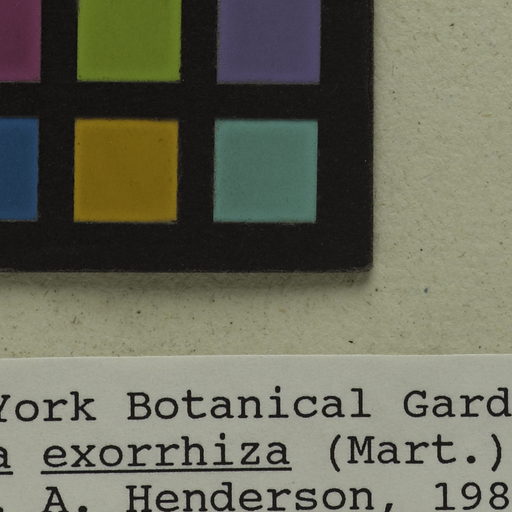 York Botanical Gard
a exorrhiza (Mart.)
. A. Henderson, 198